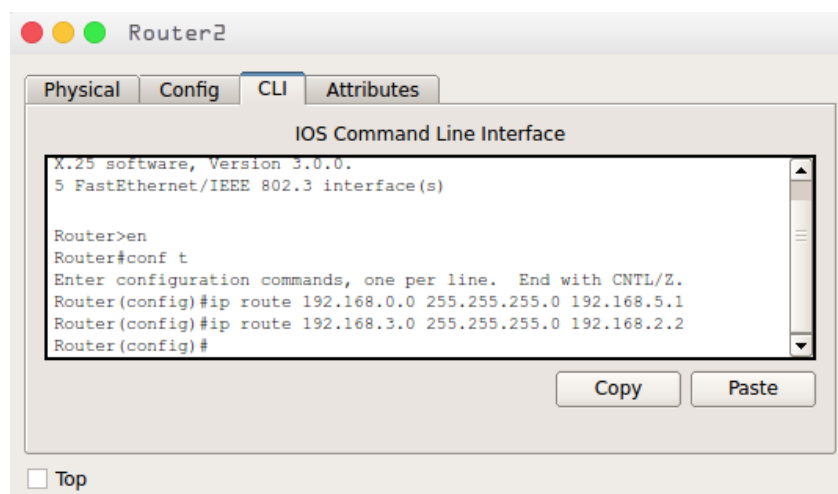 Router2
Physical Config CLI Attributes
IOS Command Line Interface
X.25 software, Version 3.0.0.
5 FastEthernet/IEEE 802.3 interface(s)
Router>en
Router#conf t
Enter configuration commands, one per line.  End with CNTL/Z.
Router(config)#ip route 192.168.0.0 255.255.255.0 192.168.5.1
Router(config)#ip route 192.168.3.0 255.255.255.0 192.168.2.2
Router(config)#
Copy Paste
Top